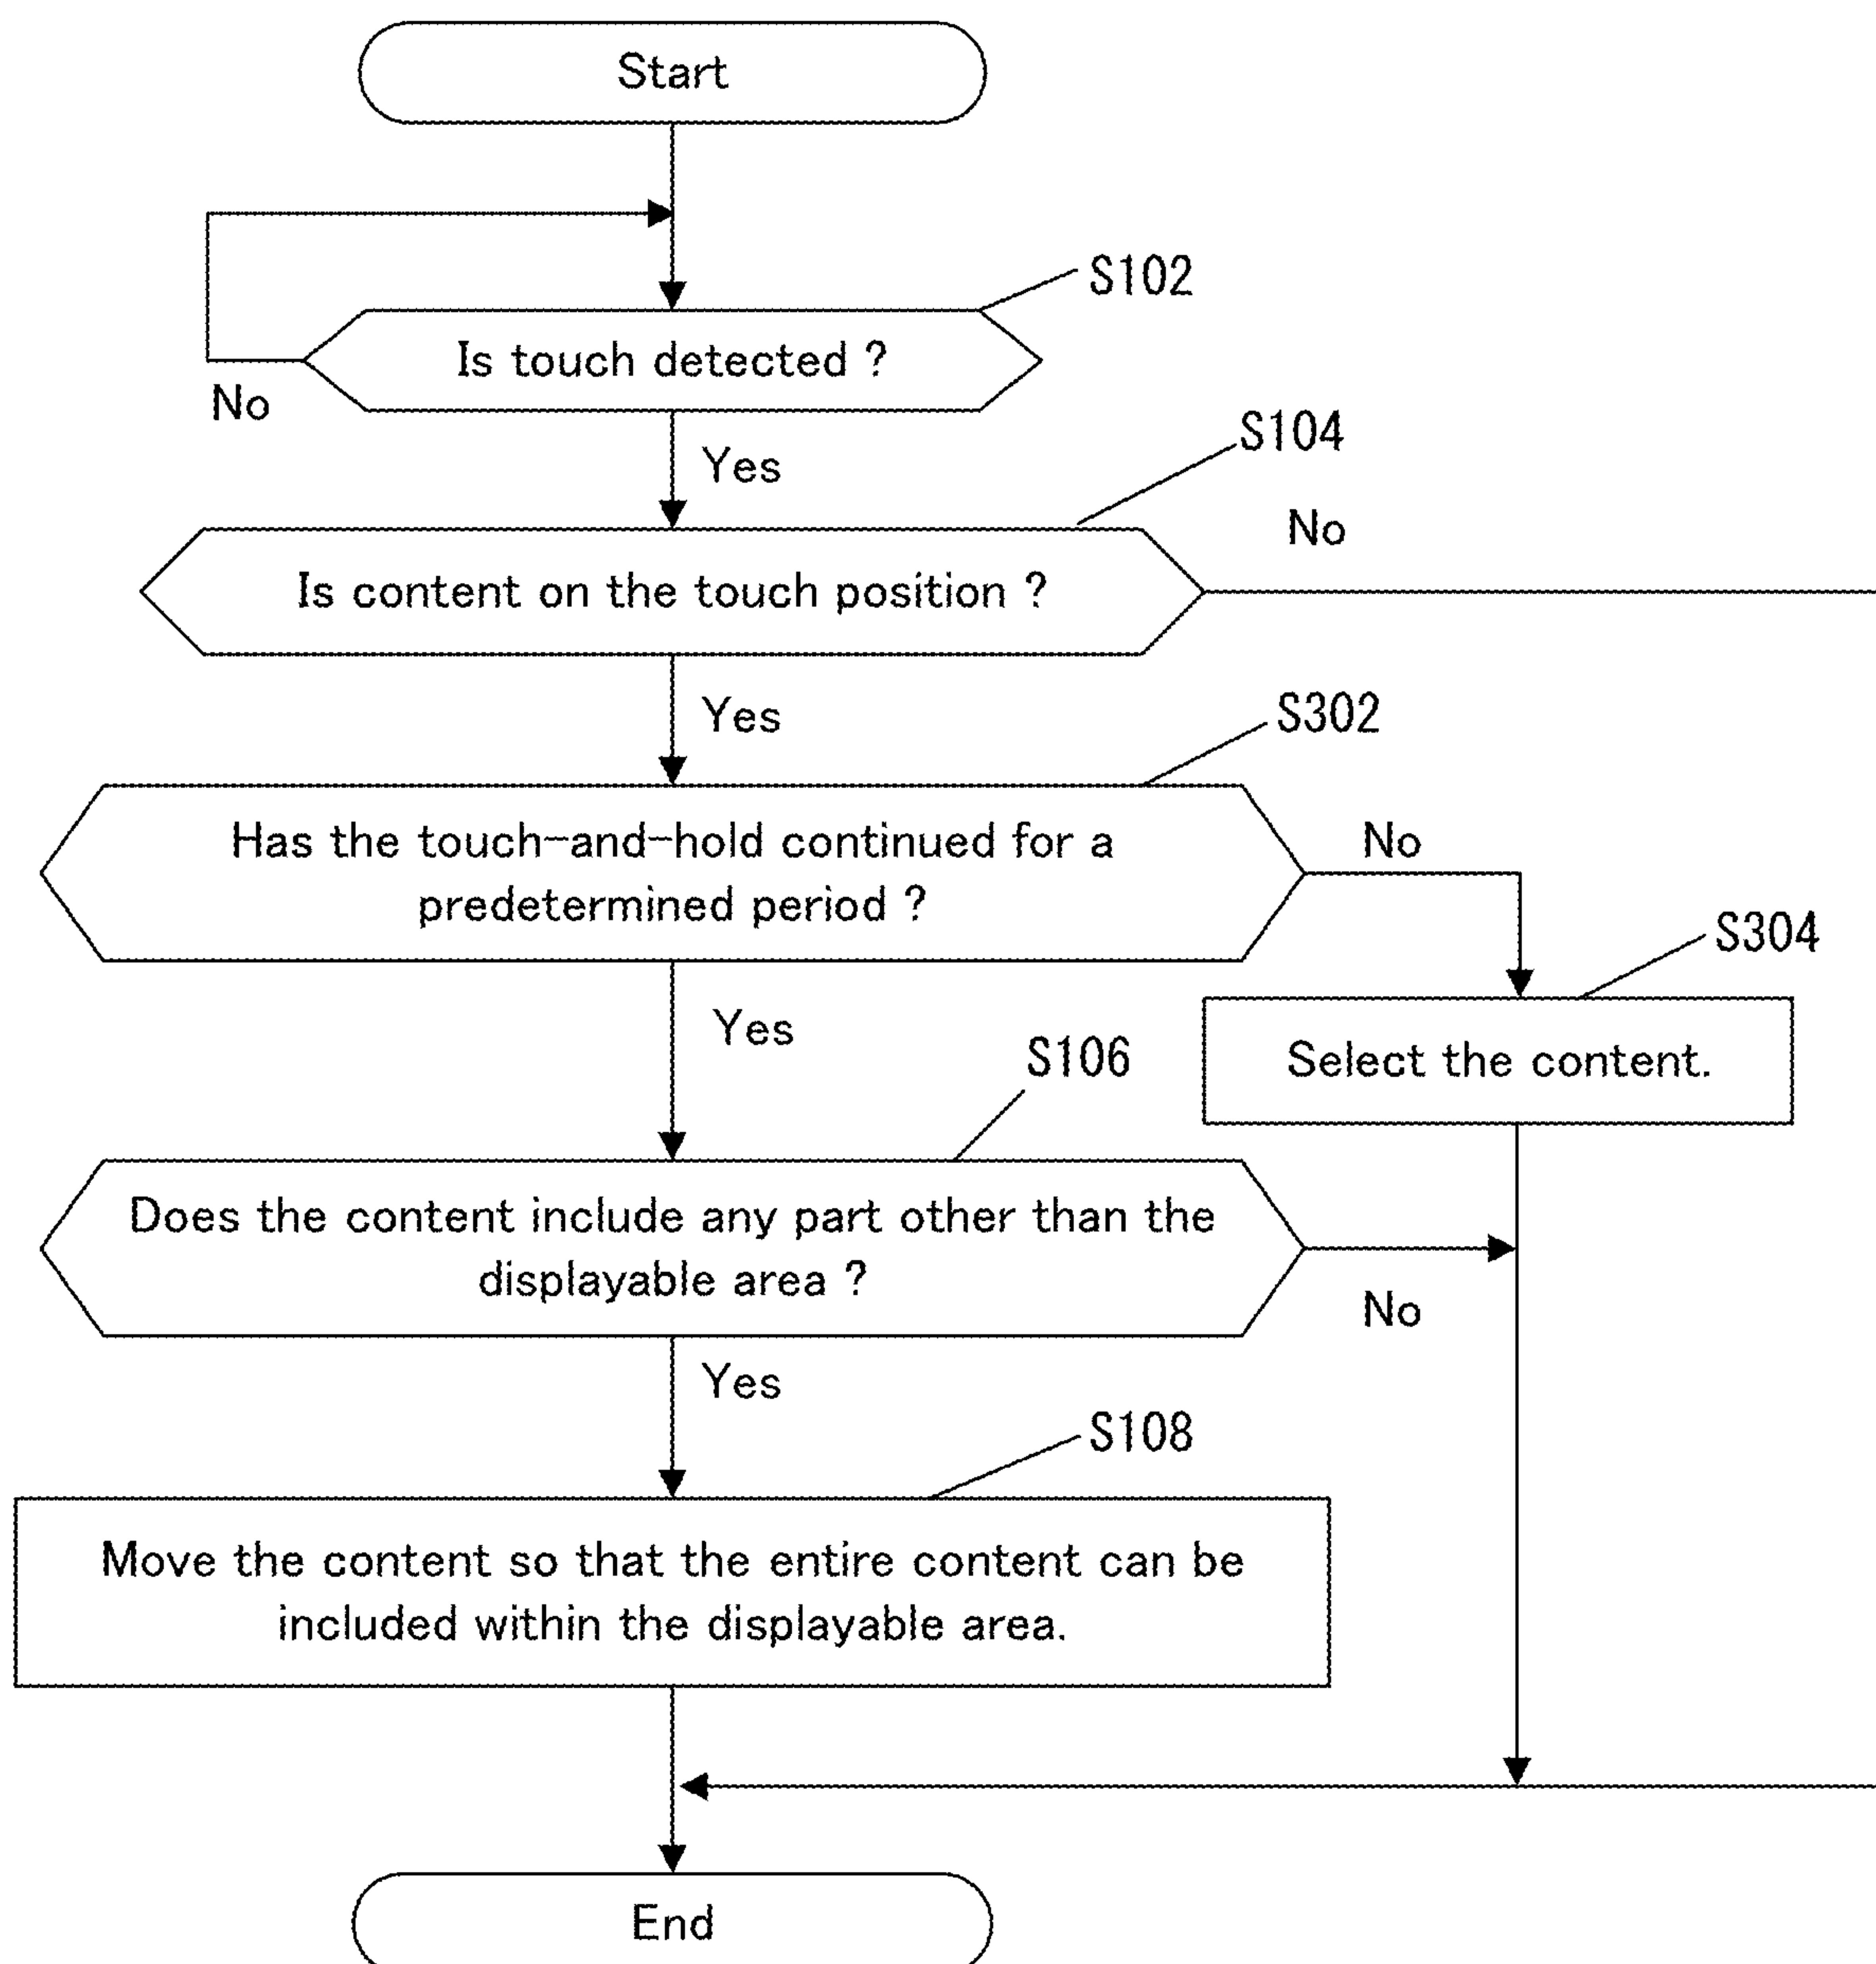 Start
S102
Is touch detected ?
No
Yes
S104
No
Is content on the touch position ?
Yes
S302
Has the touch-and-hold continued for a
predetermined period ?
No
S304
Yes
Select the content.
S106
Does the content include any part other than the
displayable area ?
No
Yes
S108
Move the content so that the entire content can be
included within the displayable area.
End